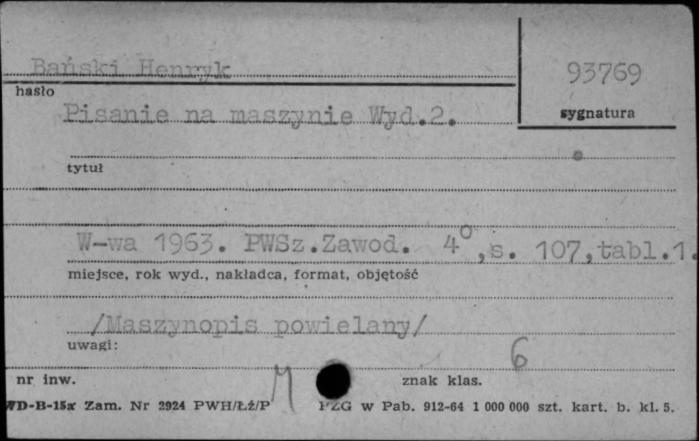 Bański Henryk
93769
hasło
sygnatura
Pisanie na maszynie Wyd.2.
tytuł
W-wa 1963. PWSz.Zawod. 4°,s. 107,tabl.1.
miejsce, rok wyd., nakładca, format, objętość
/Maszynopis powielany/
uwagi:
6
nr inw.
M
znak klas.
WD-B-15x Zam. Nr 2924 PWH/Łź/P PZG w Pab. 912-64 1 000 000 szt. kart. b. kl. 5.